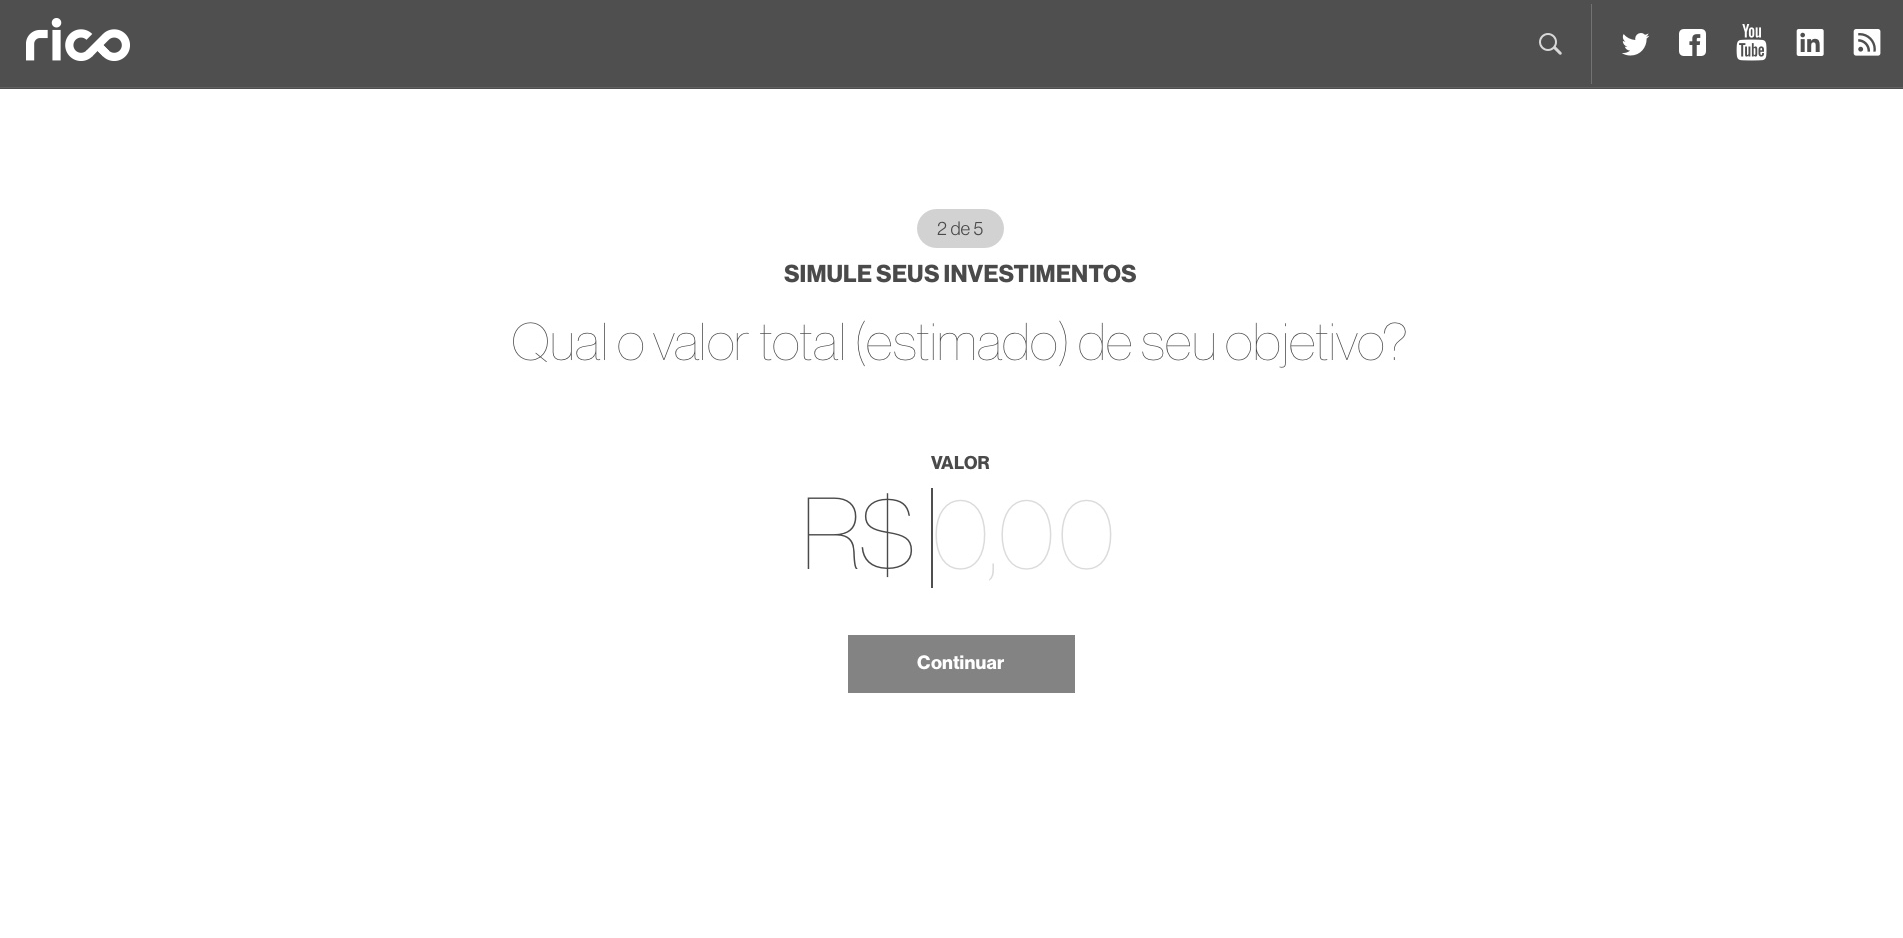 rico
You
Tube
2 de 5
SIMULE SEUS INVESTIMENTOS
Qual o valor total (estimado) de seu objetivo?
VALOR
R$ 0,00
Continuar